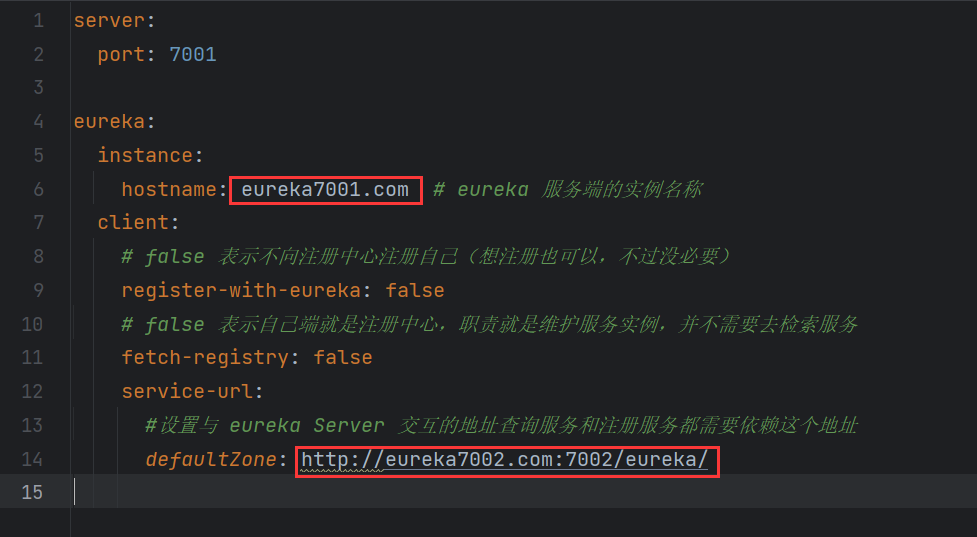 1 server:
2 port: 7001
3
4 eureka:
5 instance:
6 hostname: eureka7001.com # eureka 服务端的实例名称
7 client:
8 # false 表示不向注册中心注册自己（想注册也可以，不过没必要）
9 register-with-eureka: false
10 # false 表示自己端就是注册中心，职责就是维护服务实例，并不需要去检索服务
11 fetch-registry: false
12 service-url:
13 #设置与 eureka Server 交互的地址查询服务和注册服务都需要依赖这个地址
14 defaultZone: http://eureka7002.com:7002/eureka/
15